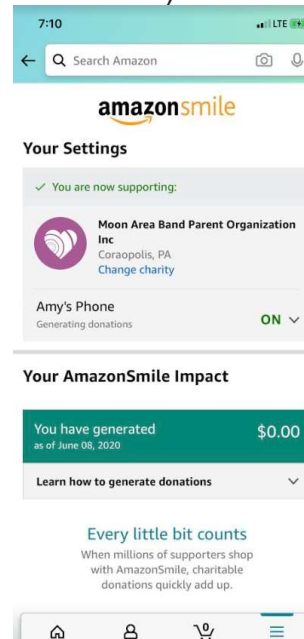 7:10
LTE
Search Amazon
amazonsmile
Your Settings
✓ You are now supporting:
Moon Area Band Parent Organization
Inc
Coraopolis, PA
Change charity
Amy's Phone
Generating donations
ON
Your AmazonSmile Impact
You have generated
as of June 08, 2020
$0.00
Learn how to generate donations
Every little bit counts
When millions of supporters shop
with AmazonSmile, charitable
donations quickly add up.
0